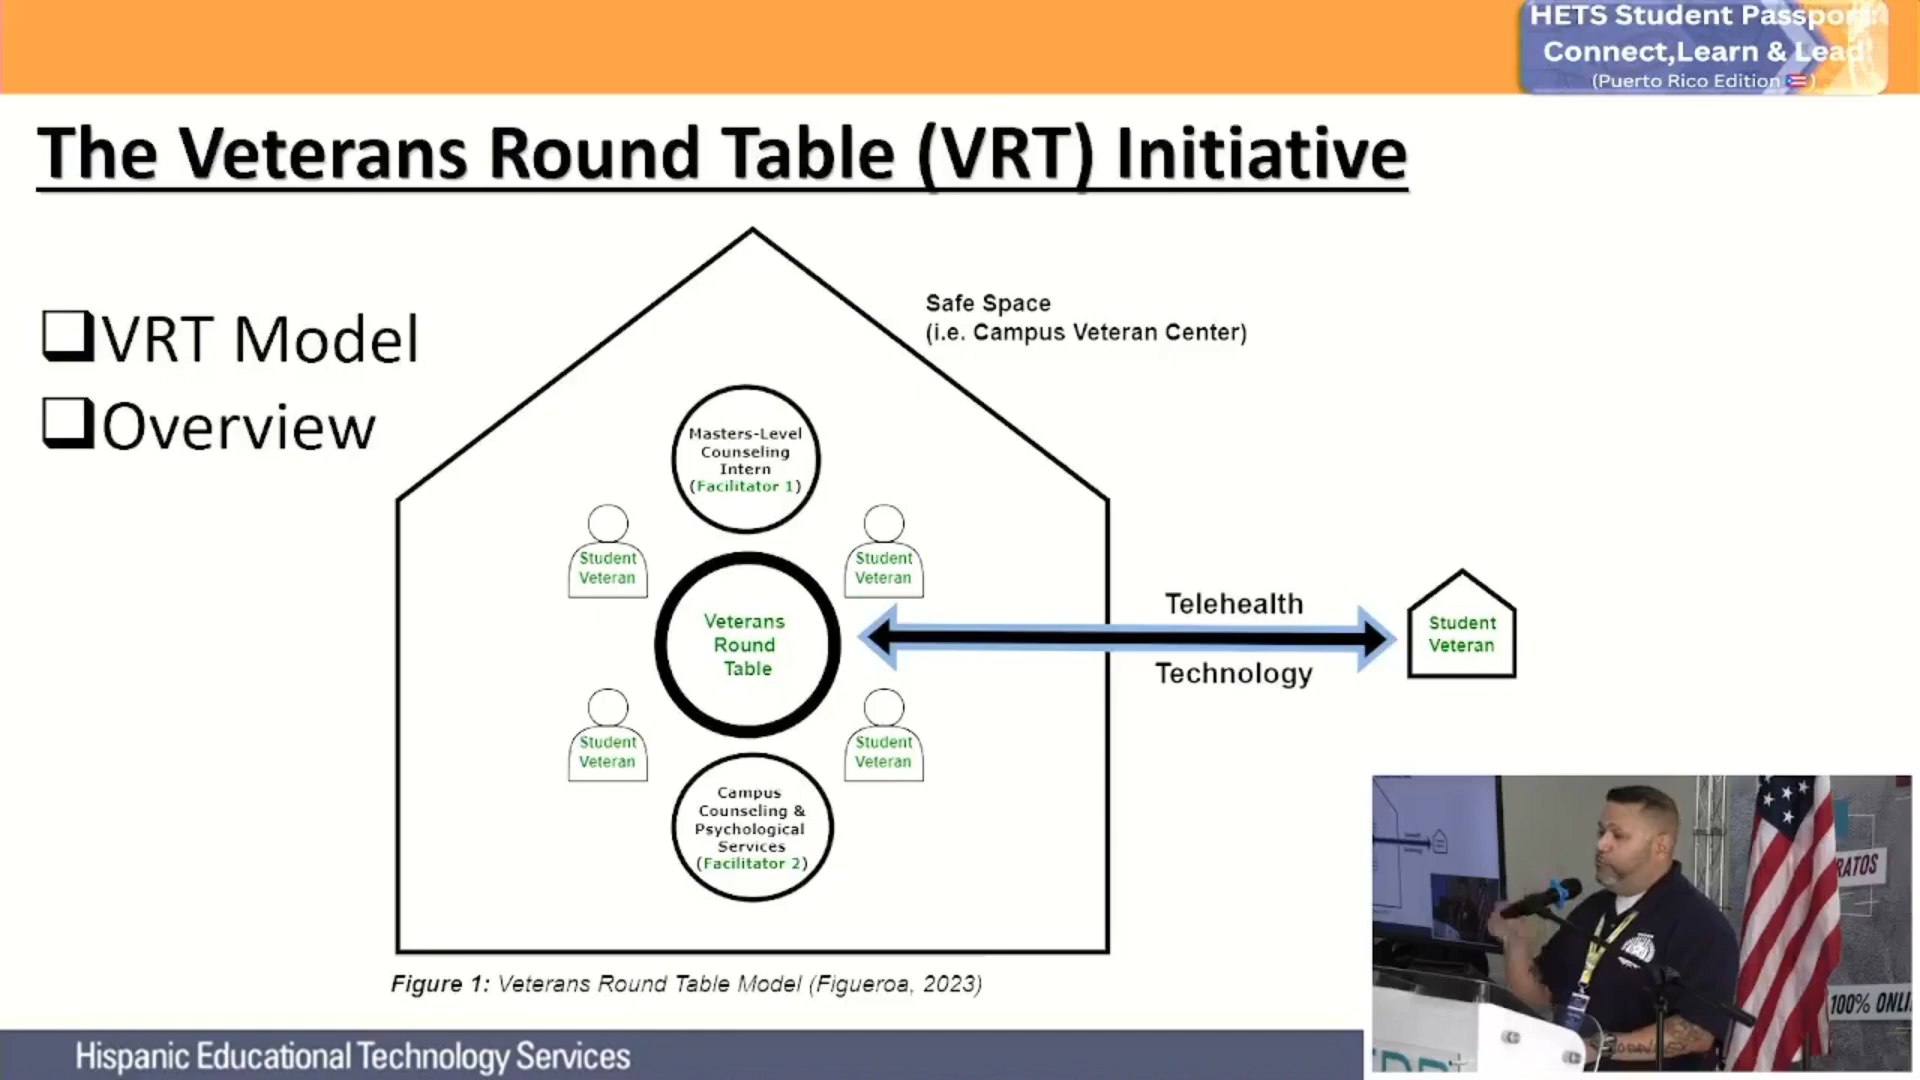 HETS Student Passport:
Connect,Learn & Lead!
(Puerto Rico Edition 🇵🇷)
The Veterans Round Table (VRT) Initiative
❑VRT Model
❑Overview
Safe Space
(i.e. Campus Veteran Center)
Masters-Level
Counseling
Intern
(Facilitator 1)
Student
Veteran
Student
Veteran
Veterans
Round
Table
Telehealth
Technology
Student
Veteran
Student
Veteran
Student
Veteran
Campus
Counseling &
Psychological
Services
(Facilitator 2)
Figure 1: Veterans Round Table Model (Figueroa, 2023)
Hispanic Educational Technology Services
RATOS
100% ONLI